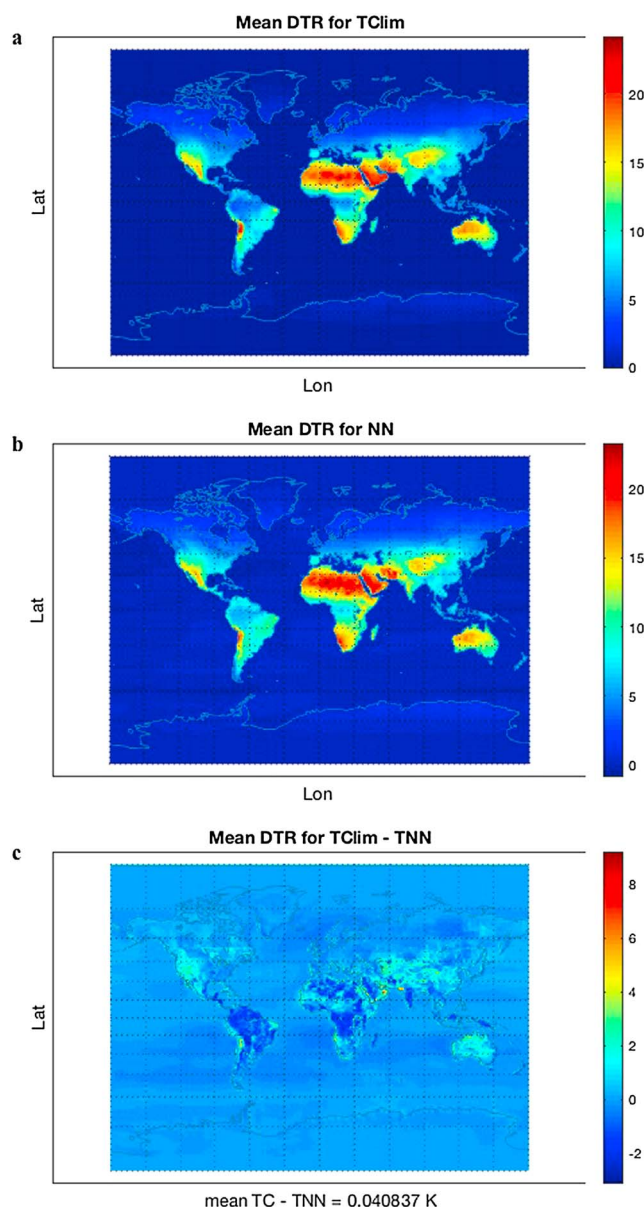 Mean DTR for TClim
a
20
15
10
5
0
Lat
Lon
Mean DTR for NN
b
20
15
10
5
0
Lat
Lon
Mean DTR for TClim - TNN
c
8
6
4
2
0
-2
Lat
mean TC - TNN = 0.040837 K